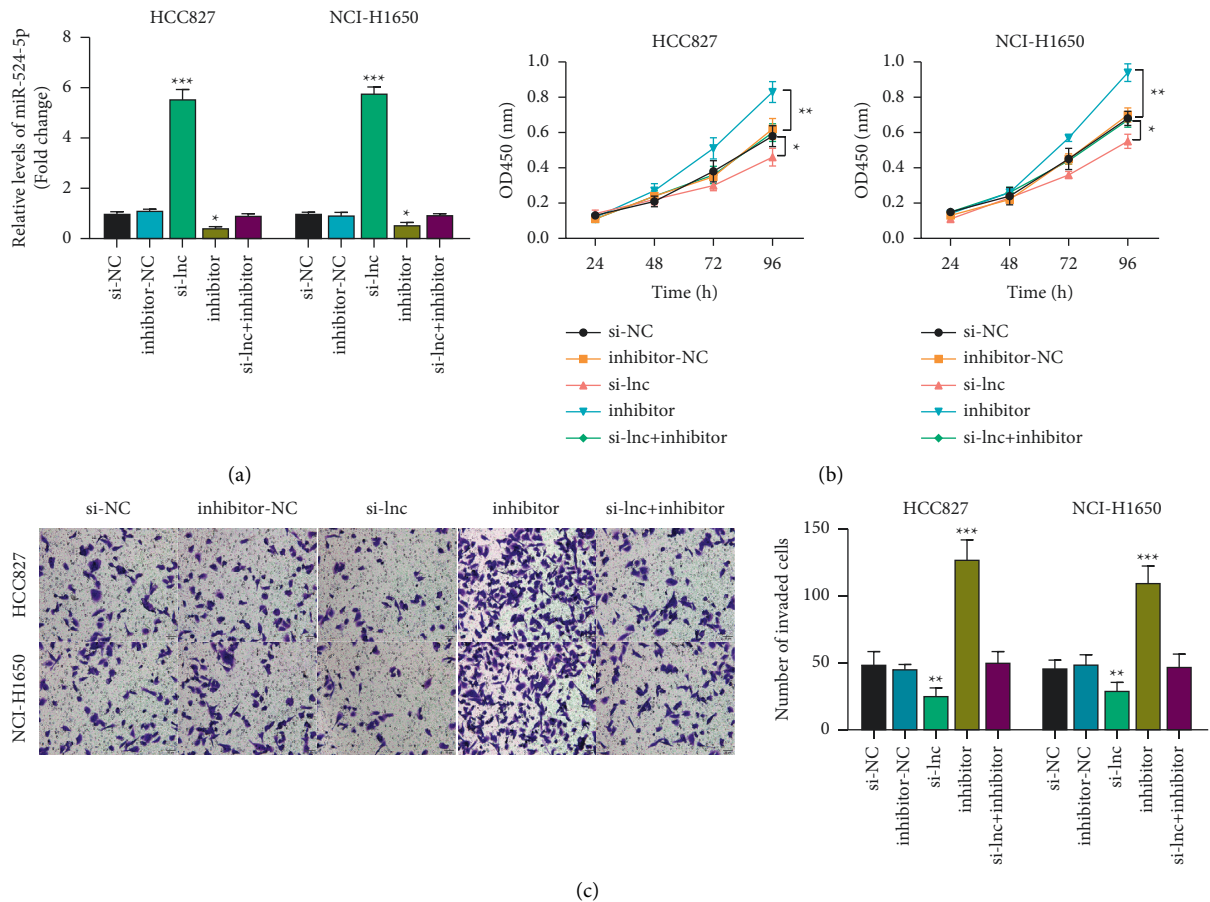 HCC827
NCI-H1650
Relative levels of miR-524-5p
(Fold change)
8
6
4
2
0
***
*
***
*
si-NC
inhibitor-NC
si-lnc
inhibitor
si-lnc+inhibitor
si-NC
inhibitor-NC
si-lnc
inhibitor
si-lnc+inhibitor
(a)
HCC827
OD450 (nm)
1.0
0.8
0.6
0.4
0.2
0.0
**
*
24 48 72 96
Time (h)
si-NC
inhibitor-NC
si-lnc
inhibitor
si-lnc+inhibitor
NCI-H1650
OD450 (nm)
1.0
0.8
0.6
0.4
0.2
0.0
**
*
24 48 72 96
Time (h)
si-NC
inhibitor-NC
si-lnc
inhibitor
si-lnc+inhibitor
(b)
si-NC inhibitor-NC si-lnc inhibitor si-lnc+inhibitor
HCC827
NCI-H1650
HCC827
NCI-H1650
Number of invaded cells
150
100
50
0
**
***
**
***
si-NC
inhibitor-NC
si-lnc
inhibitor
si-lnc+inhibitor
si-NC
inhibitor-NC
si-lnc
inhibitor
si-lnc+inhibitor
(c)